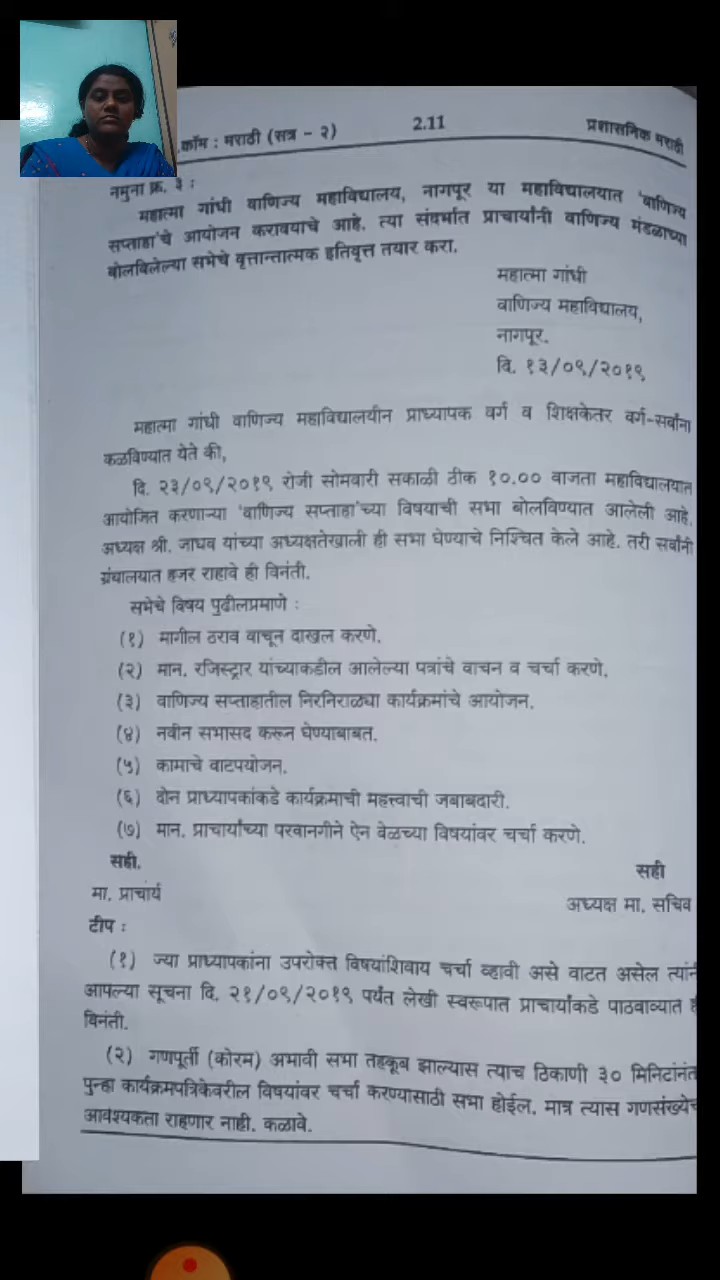 .कॉम : मराठी (सत्र - २) 2.11 प्रशासनिक मराठी
नमुना क्र. ३ :
महात्मा गांधी वाणिज्य महाविद्यालय, नागपूर या महाविद्यालयात 'वाणिज्य
सप्ताहा'चे आयोजन करावयाचे आहे. त्या संदर्भात प्राचार्यांनी वाणिज्य मंडळाच्या
बोलविलेल्या सभेचे वृत्तान्तात्मक इतिवृत्त तयार करा.
महात्मा गांधी
वाणिज्य महाविद्यालय,
नागपूर.
दि. १३/०९/२०१९
महात्मा गांधी वाणिज्य महाविद्यालयीन प्राध्यापक वर्ग व शिक्षकेतर वर्ग-सर्वांना
कळविण्यात येते की,
दि. २३/०९/२०१९ रोजी सोमवारी सकाळी ठीक १०.०० वाजता महाविद्यालयात
आयोजित करणाऱ्या 'वाणिज्य सप्ताहा'च्या विषयाची सभा बोलविण्यात आलेली आहे.
अध्यक्ष श्री. जाधव यांच्या अध्यक्षतेखाली ही सभा घेण्याचे निश्चित केले आहे. तरी सर्वांनी
ग्रंथालयात हजर राहावे ही विनंती.
सभेचे विषय पुढीलप्रमाणे :
(१) मागील ठराव वाचून दाखल करणे.
(२) मान. रजिस्ट्रार यांच्याकडील आलेल्या पत्रांचे वाचन व चर्चा करणे.
(३) वाणिज्य सप्ताहातील निरनिराळ्या कार्यक्रमांचे आयोजन.
(४) नवीन सभासद करून घेण्याबाबत.
(५) कामाचे वाटपयोजन.
(६) दोन प्राध्यापकांकडे कार्यक्रमाची महत्त्वाची जबाबदारी.
(७) मान. प्राचार्यांच्या परवानगीने ऐन वेळच्या विषयांवर चर्चा करणे.
सही. सही
मा. प्राचार्य अध्यक्ष मा. सचिव
टीप :
(१) ज्या प्राध्यापकांना उपरोक्त विषयांशिवाय चर्चा व्हावी असे वाटत असेल त्यांनी
आपल्या सूचना दि. २१/०९/२०१९ पर्यंत लेखी स्वरूपात प्राचार्यांकडे पाठवाव्यात
विनंती.
(२) गणपूर्ती (कोरम) अभावी सभा तहकूब झाल्यास त्याच ठिकाणी ३० मिनिटांनंत
पुन्हा कार्यक्रमपत्रिकेवरील विषयांवर चर्चा करण्यासाठी सभा होईल. मात्र त्यास गणसंख्येच
आवश्यकता राहणार नाही. कळावे.